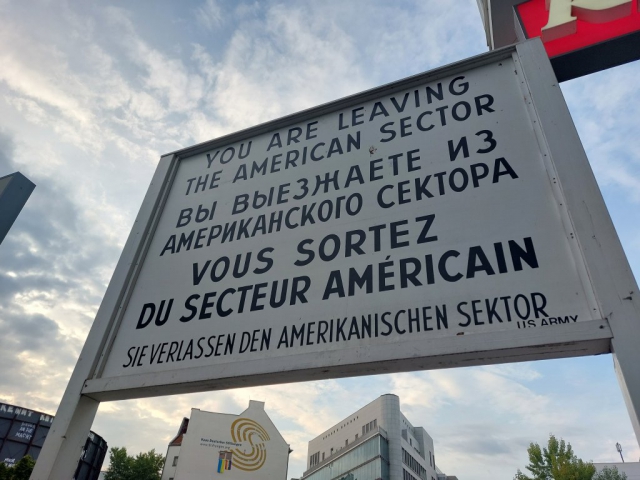 YOU ARE LEAVING
THE AMERICAN SECTOR
ВЫ ВЫЕЗЖАЕТЕ ИЗ
АМЕРИКАНСКОГО СЕКТОРА
VOUS SORTEZ
DU SECTEUR AMÉRICAIN
SIE VERLASSEN DEN AMERIKANISCHEN SEKTOR
US ARMY